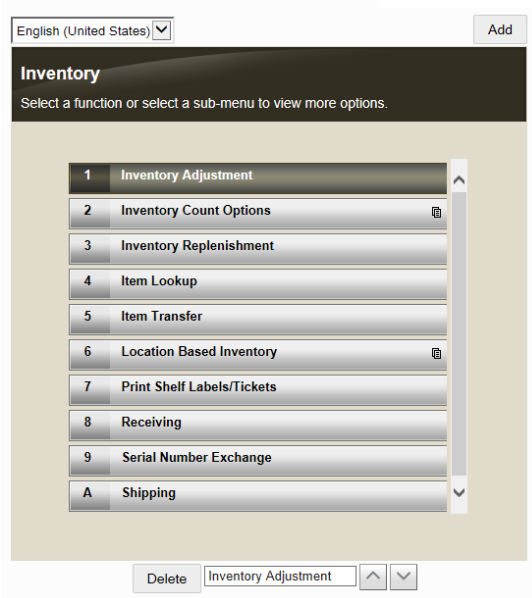 English (United States)
Add
Inventory
Select a function or select a sub-menu to view more options.
1 Inventory Adjustment
2 Inventory Count Options
3 Inventory Replenishment
4 Item Lookup
5 Item Transfer
6 Location Based Inventory
7 Print Shelf Labels/Tickets
8 Receiving
9 Serial Number Exchange
A Shipping
Delete Inventory Adjustment